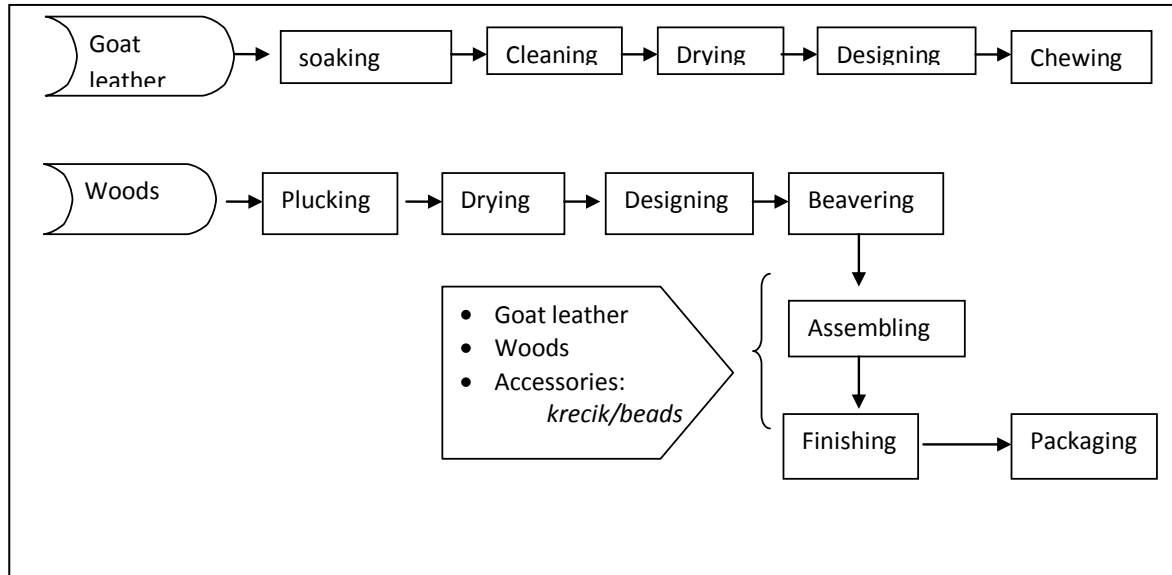 Goat
leather
soaking
Cleaning
Drying
Designing
Chewing
Woods
Plucking
Drying
Designing
Beavering
• Goat leather
• Woods
• Accessories:
krecik/beads
Assembling
Finishing
Packaging